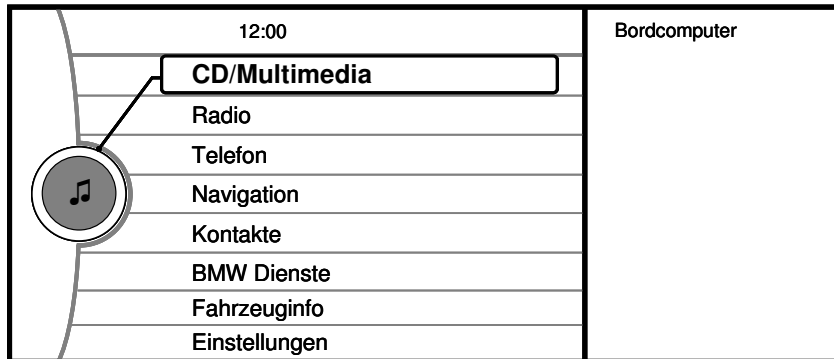 12:00
Bordcomputer
CD/Multimedia
Radio
Telefon
Navigation
Kontakte
BMW Dienste
Fahrzeuginfo
Einstellungen